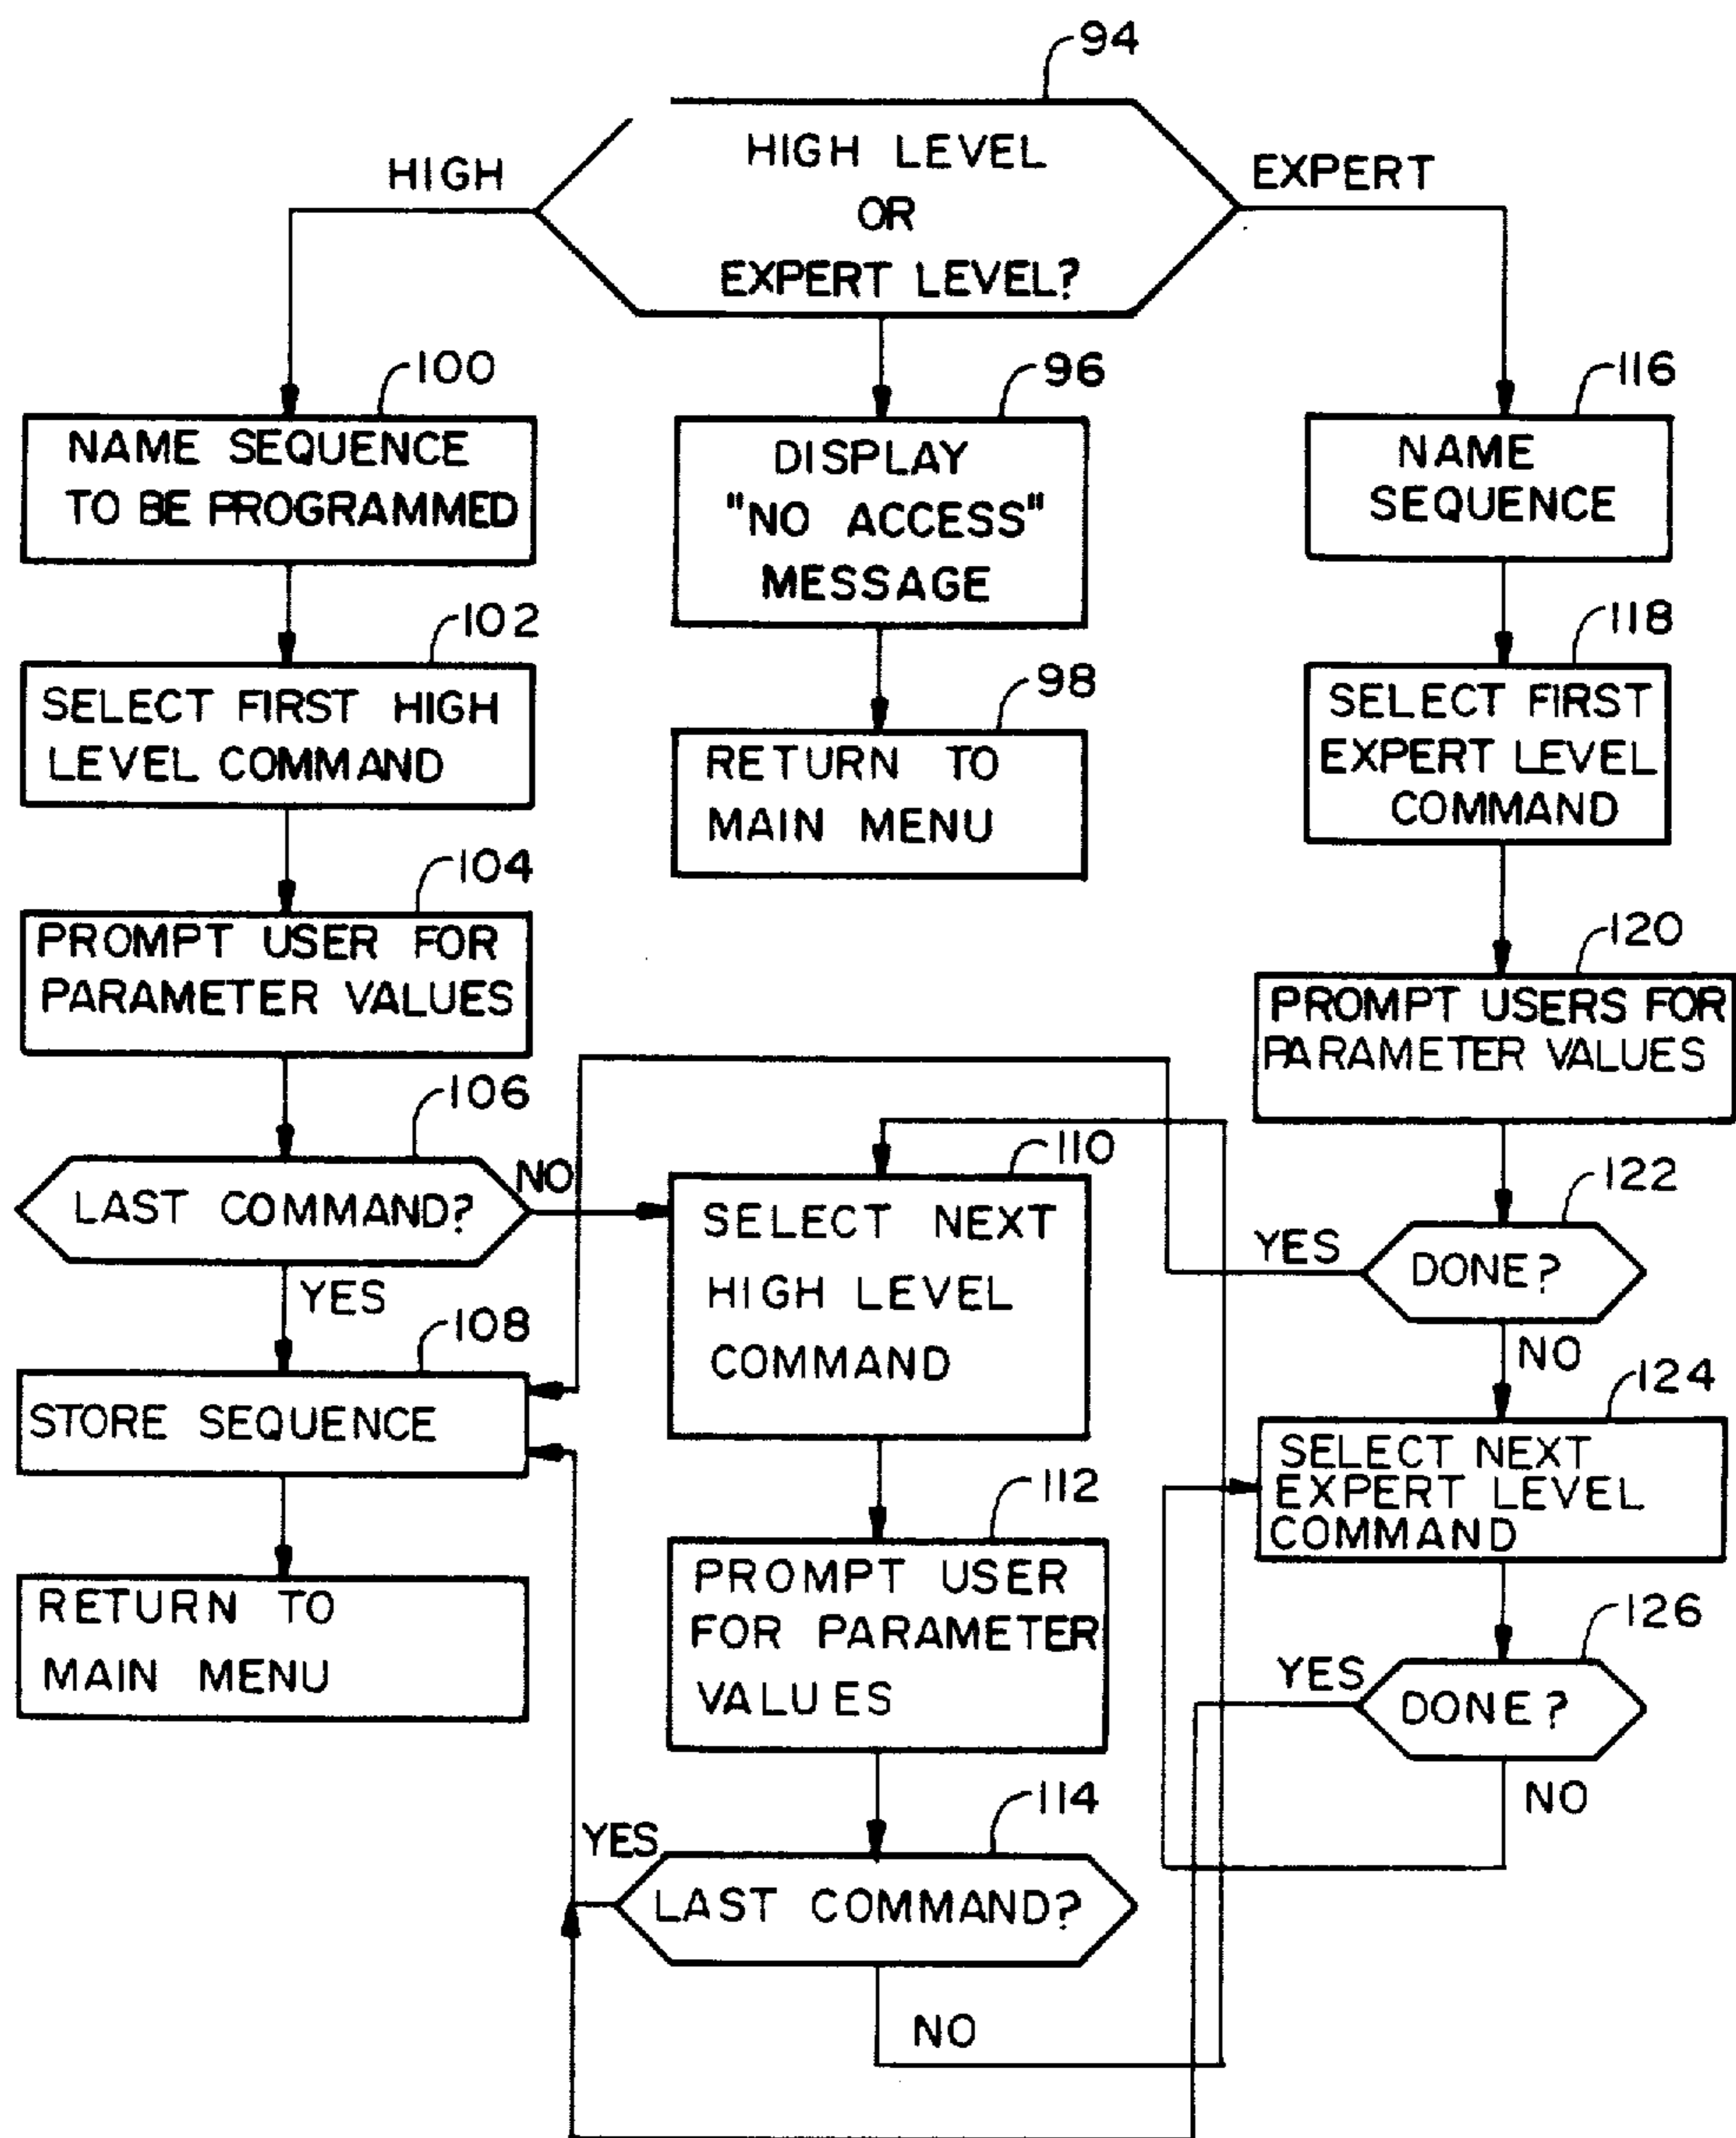 94
HIGH LEVEL
OR
EXPERT LEVEL?
HIGH
EXPERT
100
NAME SEQUENCE
TO BE PROGRAMMED
102
SELECT FIRST HIGH
LEVEL COMMAND
104
PROMPT USER FOR
PARAMETER VALUES
106
LAST COMMAND?
NO
YES
108
STORE SEQUENCE
RETURN TO
MAIN MENU
96
DISPLAY
"NO ACCESS"
MESSAGE
98
RETURN TO
MAIN MENU
110
SELECT NEXT
HIGH LEVEL
COMMAND
112
PROMPT USER
FOR PARAMETER
VALUES
114
YES
LAST COMMAND?
NO
116
NAME
SEQUENCE
118
SELECT FIRST
EXPERT LEVEL
COMMAND
120
PROMPT USERS FOR
PARAMETER VALUES
122
YES
DONE?
NO
124
SELECT NEXT
EXPERT LEVEL
COMMAND
126
YES
DONE?
NO